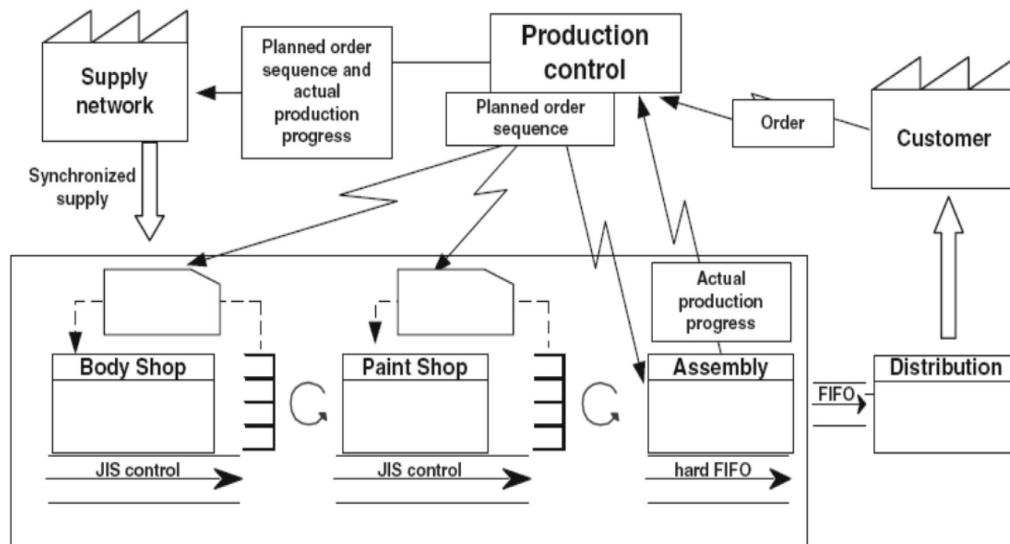 Supply
network
Planned order
sequence and
actual
production
progress
Production
control
Planned order
sequence
Order
Customer
Synchronized
supply
Actual
production
progress
Body Shop
Paint Shop
Assembly
Distribution
FIFO
JIS control
JIS control
hard FIFO